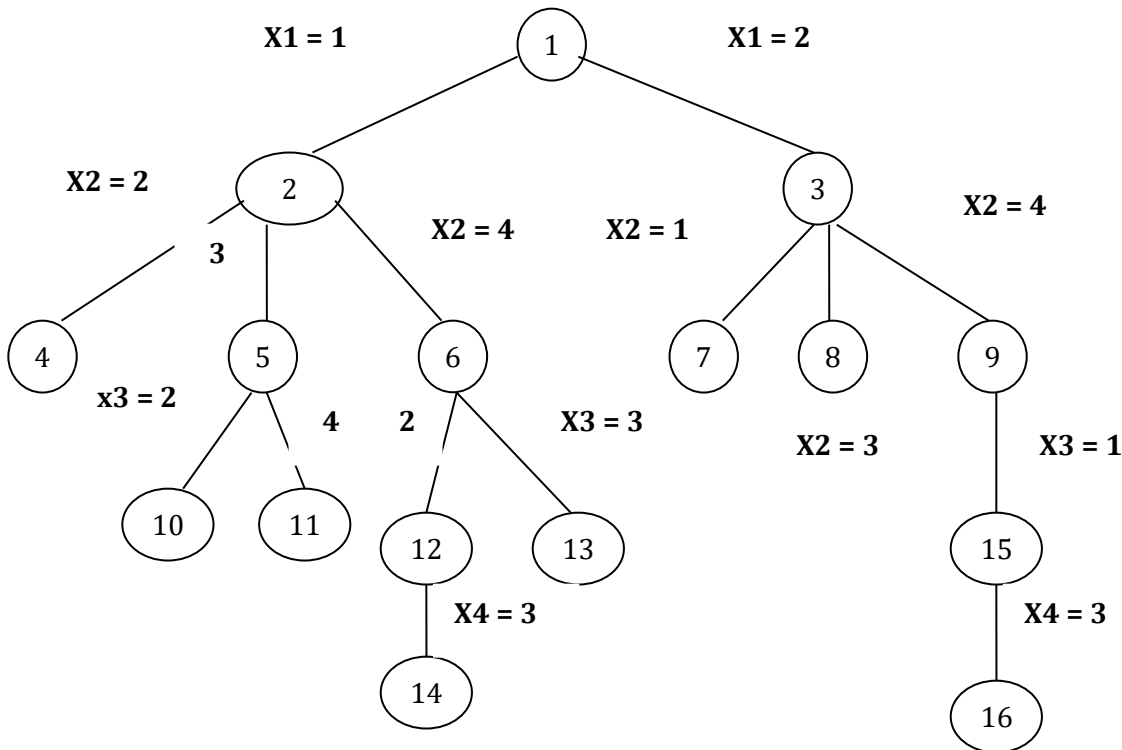 X1 = 1
1
X1 = 2
X2 = 2
2
3
X2 = 4
3
X2 = 4
X2 = 1
4
5
6
7
8
9
x3 = 2
4
2
X3 = 3
X2 = 3
X3 = 1
10
11
12
13
15
X4 = 3
X4 = 3
14
16